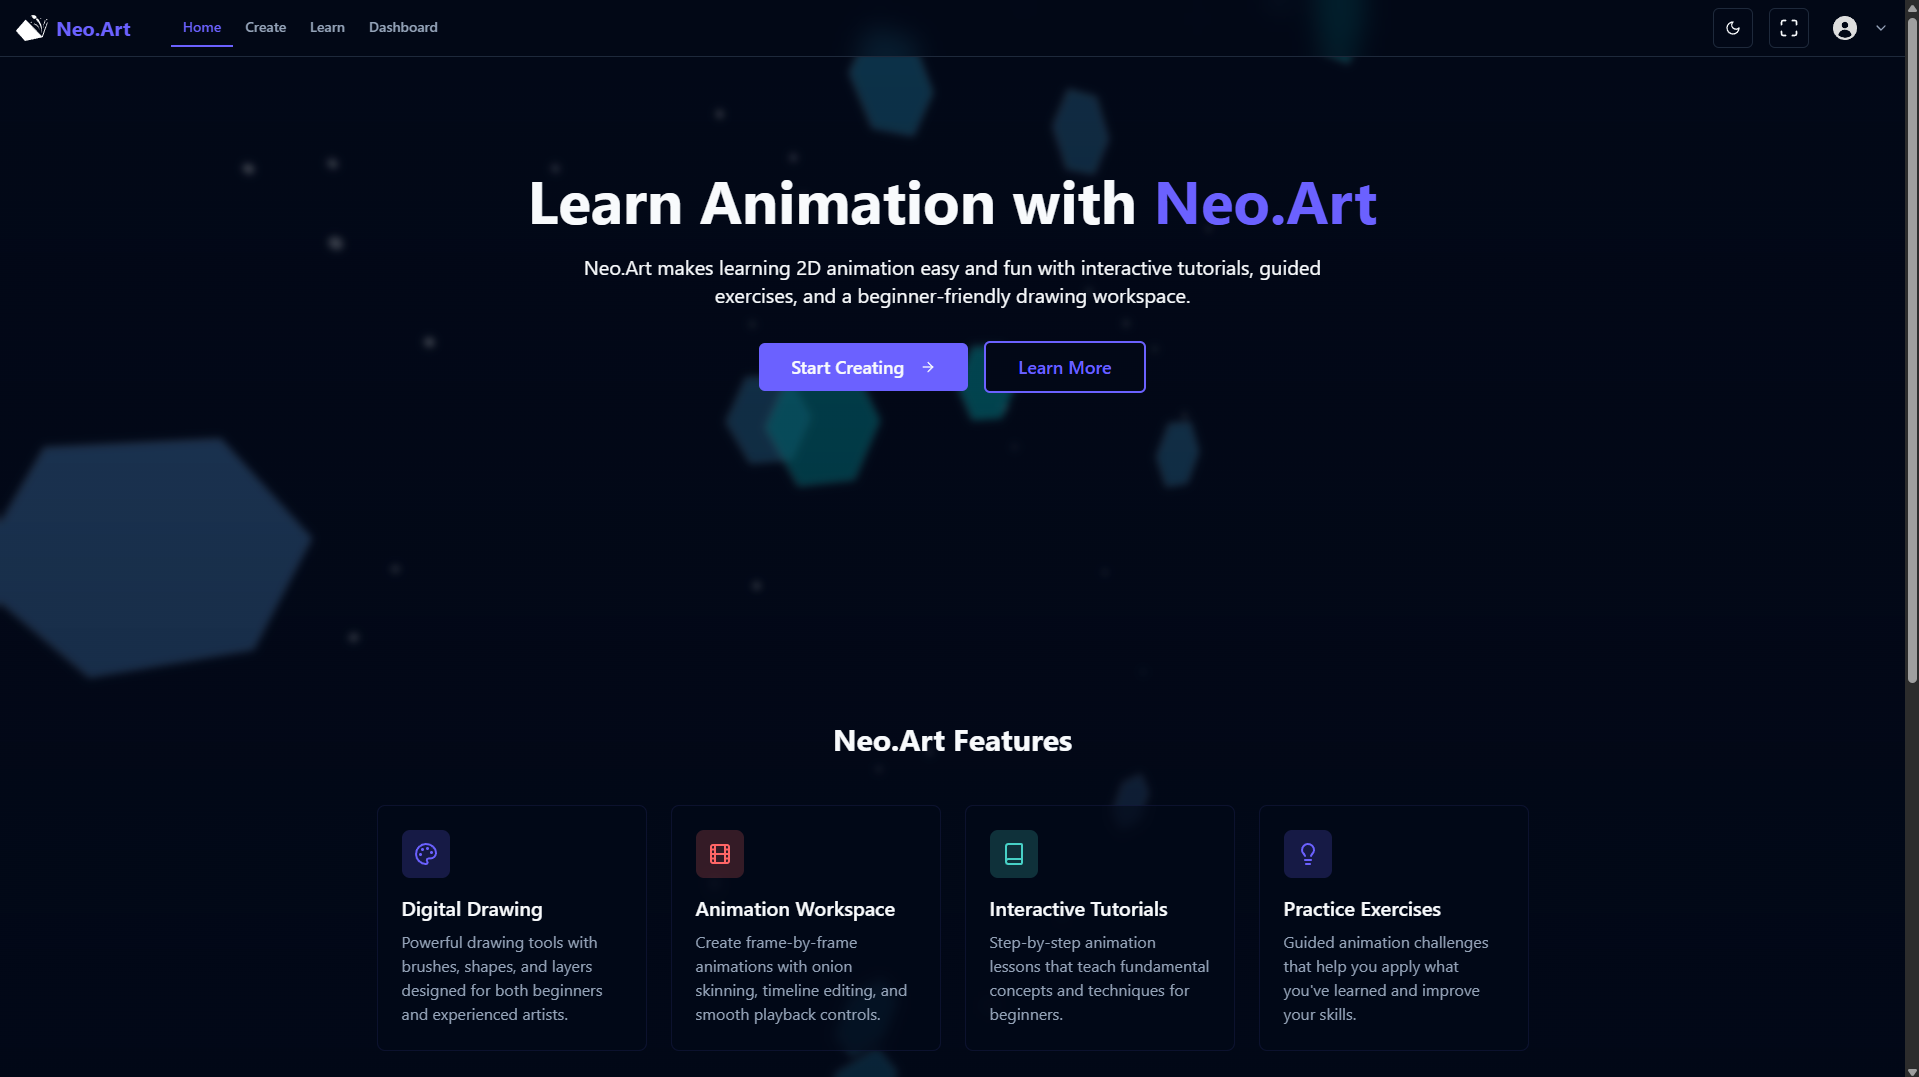 Neo.Art
Home
Create
Learn
Dashboard
Learn Animation with Neo.Art
Neo.Art makes learning 2D animation easy and fun with interactive tutorials, guided
exercises, and a beginner-friendly drawing workspace.
Start Creating
Learn More
Neo.Art Features
Digital Drawing
Powerful drawing tools with
brushes, shapes, and layers
designed for both beginners
and experienced artists.
Animation Workspace
Create frame-by-frame
animations with onion
skinning, timeline editing, and
smooth playback controls.
Interactive Tutorials
Step-by-step animation
lessons that teach fundamental
concepts and techniques for
beginners.
Practice Exercises
Guided animation challenges
that help you apply what
you've learned and improve
your skills.